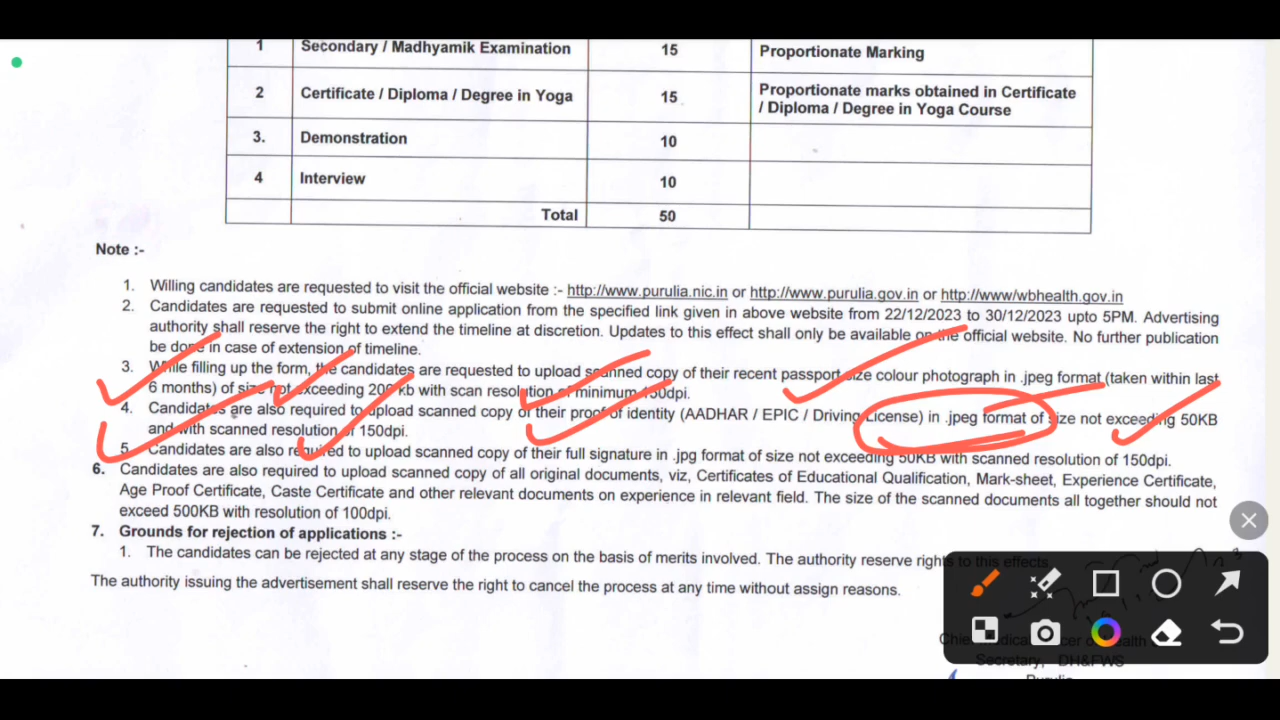 1 Secondary / Madhyamik Examination 15 Proportionate Marking
2 Certificate / Diploma / Degree in Yoga 15 Proportionate marks obtained in Certificate
/ Diploma / Degree in Yoga Course
3. Demonstration 10
4 Interview 10
Total 50
Note :-
1. Willing candidates are requested to visit the official website :- http://www.purulia.nic.in or http://www.purulia.gov.in or http://www/wbhealth.gov.in
2. Candidates are requested to submit online application from the specified link given in above website from 22/12/2023 to 30/12/2023 upto 5PM. Advertising
authority shall reserve the right to extend the timeline at discretion. Updates to this effect shall only be available on the official website. No further publication
be done in case of extension of timeline.
3. While filling up the form, the candidates are requested to upload scanned copy of their recent passport size colour photograph in .jpeg format (taken within last
6 months) of size not exceeding 200 kb with scan resolution of minimum 150dpi.
4. Candidates are also required to upload scanned copy of their proof of identity (AADHAR / EPIC / Driving License) in .jpeg format of size not exceeding 50KB
and with scanned resolution of 150dpi.
5. Candidates are also required to upload scanned copy of their full signature in .jpg format of size not exceeding 50KB with scanned resolution of 150dpi.
6. Candidates are also required to upload scanned copy of all original documents, viz, Certificates of Educational Qualification, Mark-sheet, Experience Certificate,
Age Proof Certificate, Caste Certificate and other relevant documents on experience in relevant field. The size of the scanned documents all together should not
exceed 500KB with resolution of 100dpi.
7. Grounds for rejection of applications :-
1. The candidates can be rejected at any stage of the process on the basis of merits involved. The authority reserve rights to this effects.
The authority issuing the advertisement shall reserve the right to cancel the process at any time without assign reasons.
Chief Medical Officer of Health
Secretary, DH&FWS
Purulia